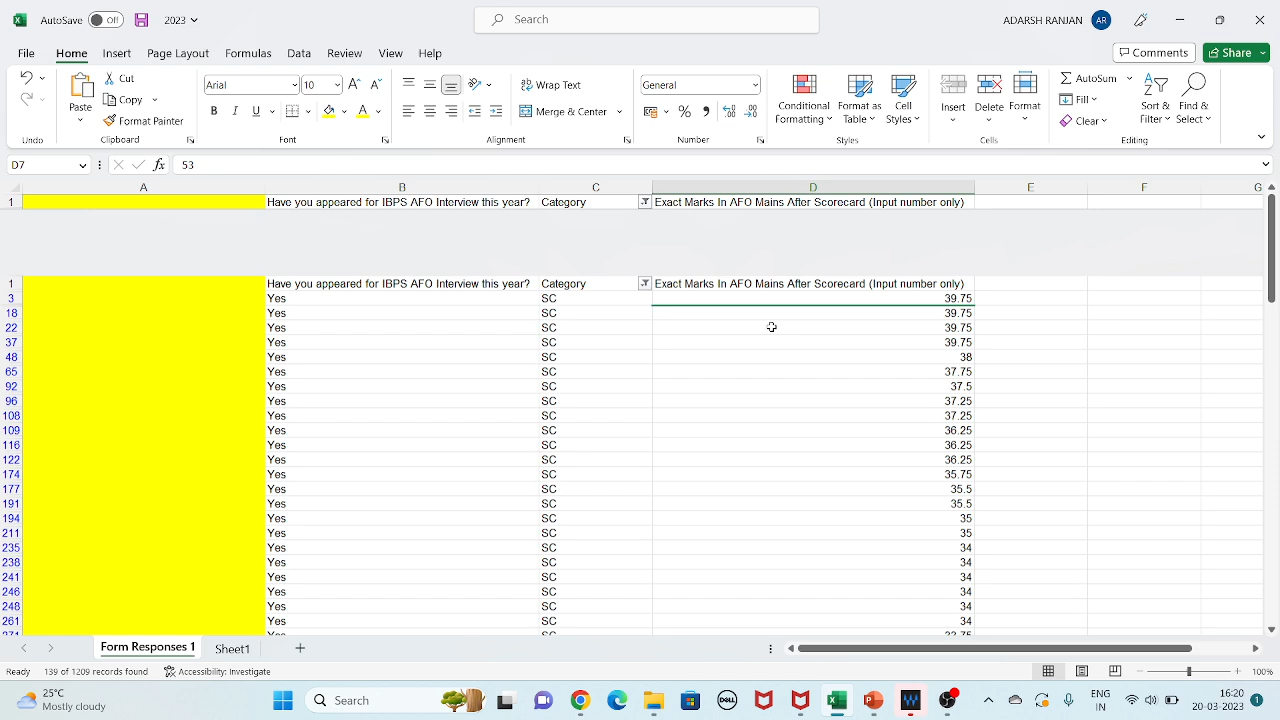 AutoSave Off 2023 Search ADARSH RANJAN AR
File Home Insert Page Layout Formulas Data Review View Help Comments Share
Cut Arial 10 Wrap Text General AutoSum
Paste Copy Conditional Format as Cell Insert Delete Format Fill Sort & Find &
Format Painter B I U Merge & Center % Formatting Table Styles Clear Filter Select
Undo Clipboard Font Alignment Number Styles Cells Editing
D7 fx 53
A B C D E F G
1 Have you appeared for IBPS AFO Interview this year? Category Exact Marks In AFO Mains After Scorecard (Input number only)
1 Have you appeared for IBPS AFO Interview this year? Category Exact Marks In AFO Mains After Scorecard (Input number only)
3 Yes SC 39.75
18 Yes SC 39.75
22 Yes SC 39.75
37 Yes SC 39.75
48 Yes SC 38
65 Yes SC 37.75
92 Yes SC 37.5
96 Yes SC 37.25
108 Yes SC 37.25
109 Yes SC 36.25
116 Yes SC 36.25
122 Yes SC 36.25
174 Yes SC 35.75
177 Yes SC 35.5
191 Yes SC 35.5
194 Yes SC 35
211 Yes SC 35
235 Yes SC 34
238 Yes SC 34
241 Yes SC 34
246 Yes SC 34
248 Yes SC 34
261 Yes SC 34
Form Responses 1 Sheet1
Ready 139 of 1209 records found Accessibility: Investigate 100%
25°C Mostly cloudy Search DELL W ENG IN 16:20 20-03-2023 1